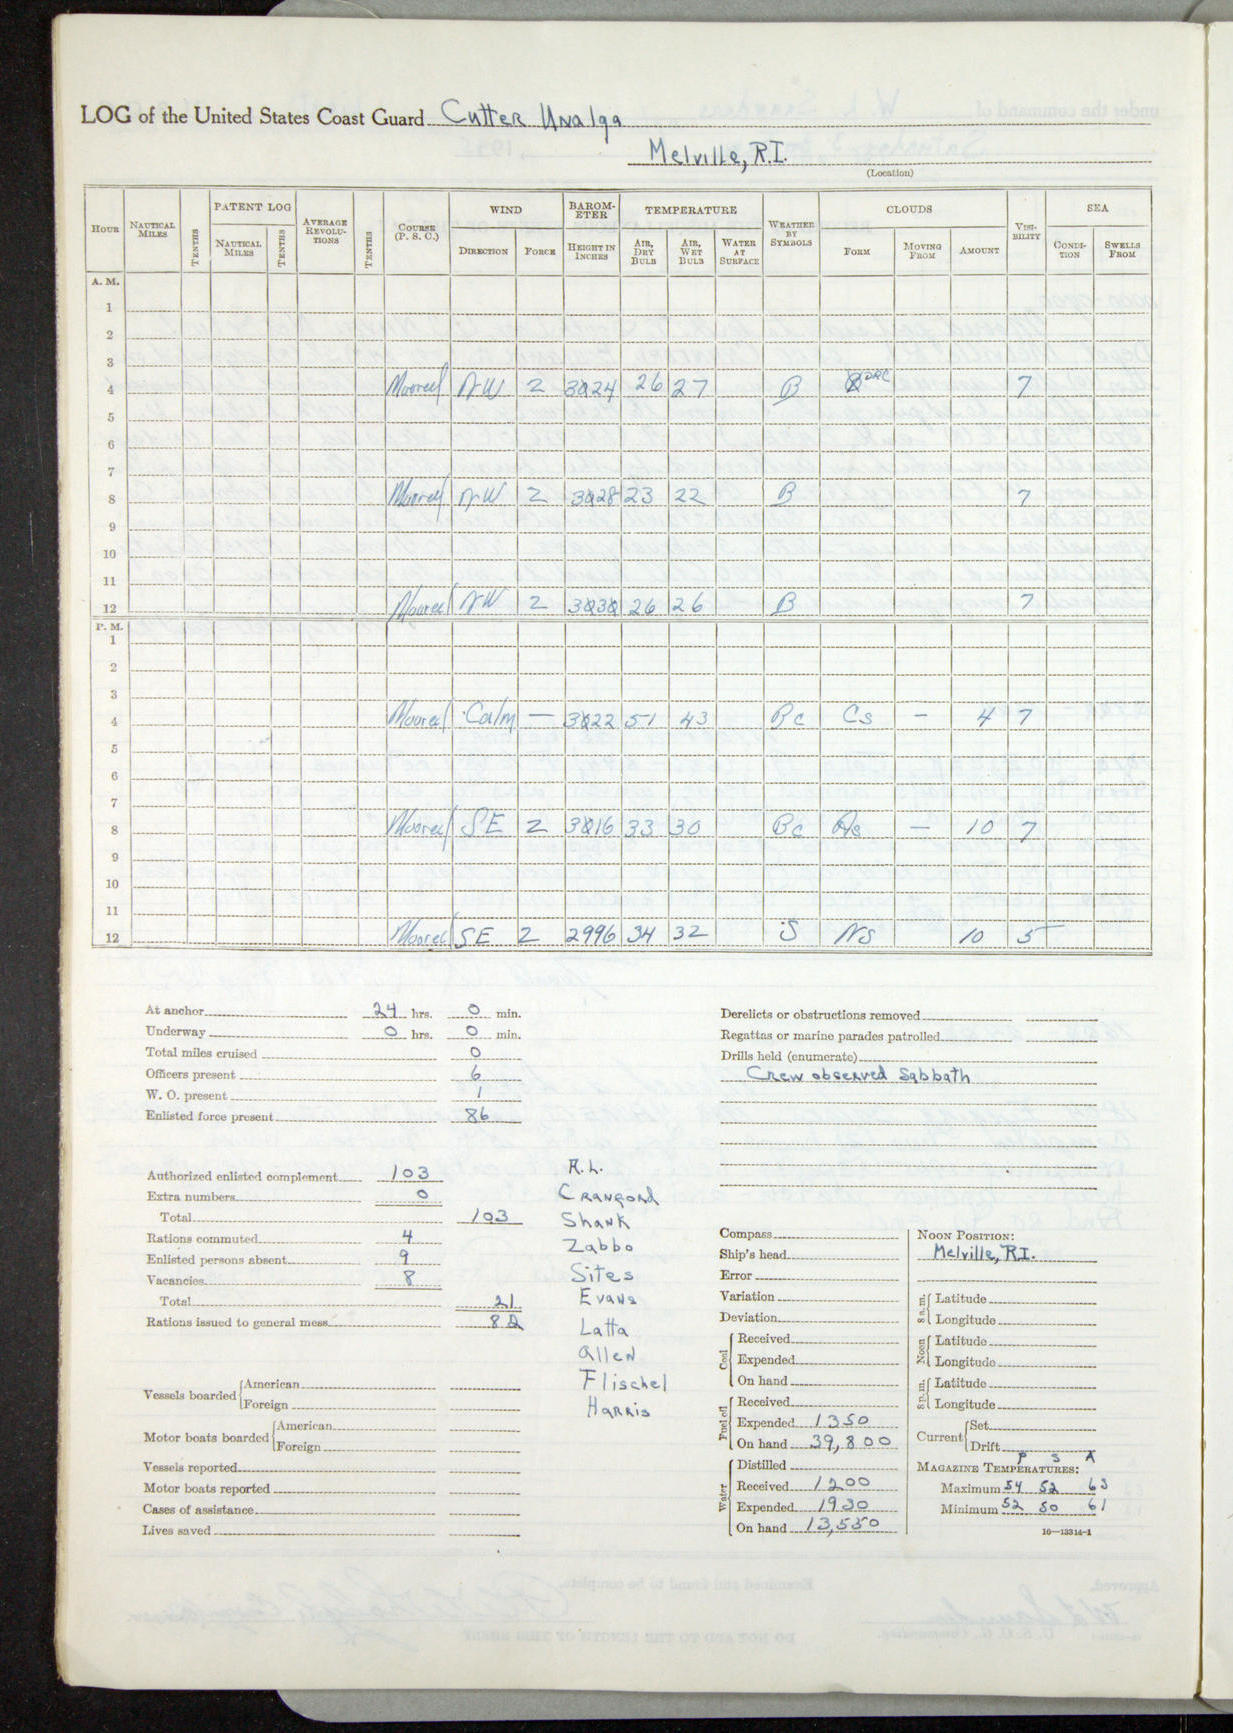 LOG of the United States Coast Guard Cutter Unalga
Melville, R.I.
(Location)
HOUR NAUTICAL MILES TENTHS PATENT LOG NAUTICAL MILES TENTHS AVERAGE REVOLU-TIONS TENTHS COURSE (P. S. C.) WIND DIRECTION FORCE BAROM-ETER HEIGHT IN INCHES TEMPERATURE AIR, DRY BULB AIR, WET BULB WATER AT SURFACE WEATHER BY SYMBOLS CLOUDS FORM MOVING FROM AMOUNT VISI-BILITY SEA CONDI-TION SWELLS FROM
A. M.
1
2
3
4 Moored NW 2 3024 26 27 B 7
5
6
7
8 Moored NW 2 3028 23 22 B 7
9
10
11
12 Moored NW 2 3030 26 26 B 7
P. M.
1
2
3
4 Moored Calm — 3022 51 43 Bc Cs — 4 7
5
6
7
8 Moored SE 2 3016 33 30 Bc As — 10 7
9
10
11
12 Moored SE 2 2996 34 32 S Ns 10 5
At anchor 24 hrs. 0 min.
Underway 0 hrs. 0 min.
Total miles cruised 0
Officers present 6
W. O. present 1
Enlisted force present 86
Authorized enlisted complement 103
Extra numbers 0
Total 103
Rations commuted 4
Enlisted persons absent 9
Vacancies 8
Total 21
Rations issued to general mess 82
Vessels boarded American
Foreign
Motor boats boarded American
Foreign
Vessels reported
Motor boats reported
Cases of assistance
Lives saved
A.L.
Crangord
Shank
Zabbo
Sites
Evans
Latta
Allen
Flischel
Harris
Derelicts or obstructions removed
Regattas or marine parades patrolled
Drills held (enumerate)
Crew observed Sabbath
Compass
Ship's head
Error
Variation
Deviation
Coal Received
Expended
On hand
Fuel oil Received
Expended 1350
On hand 39,800
Water Distilled
Received 1200
Expended 1920
On hand 13,550
NOON POSITION:
Melville, R.I.
8 a.m. Latitude
Longitude
Noon Latitude
Longitude
8 p.m. Latitude
Longitude
Current Set
Drift
P S A
MAGAZINE TEMPERATURES:
Maximum 54 52 63
Minimum 52 50 61
16—13314-1